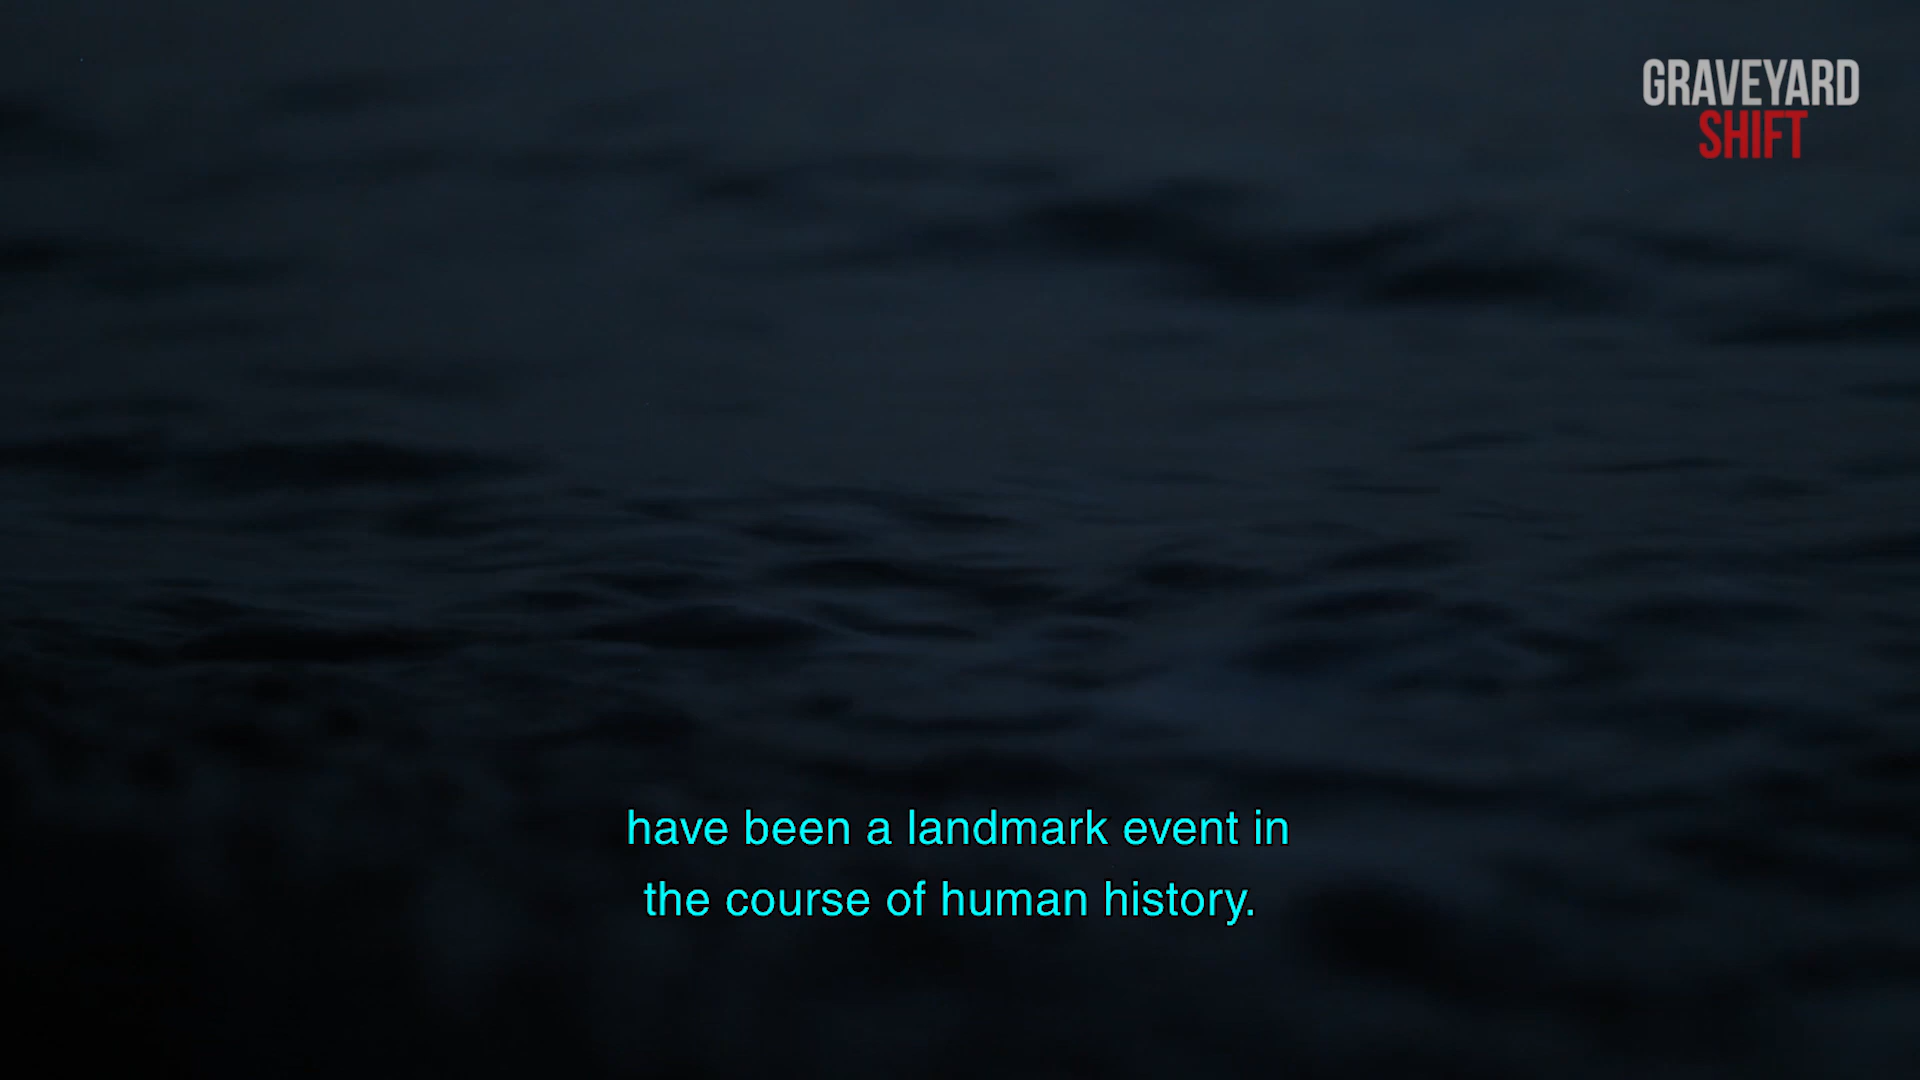 GRAVEYARD
SHIFT
have been a landmark event in
the course of human history.